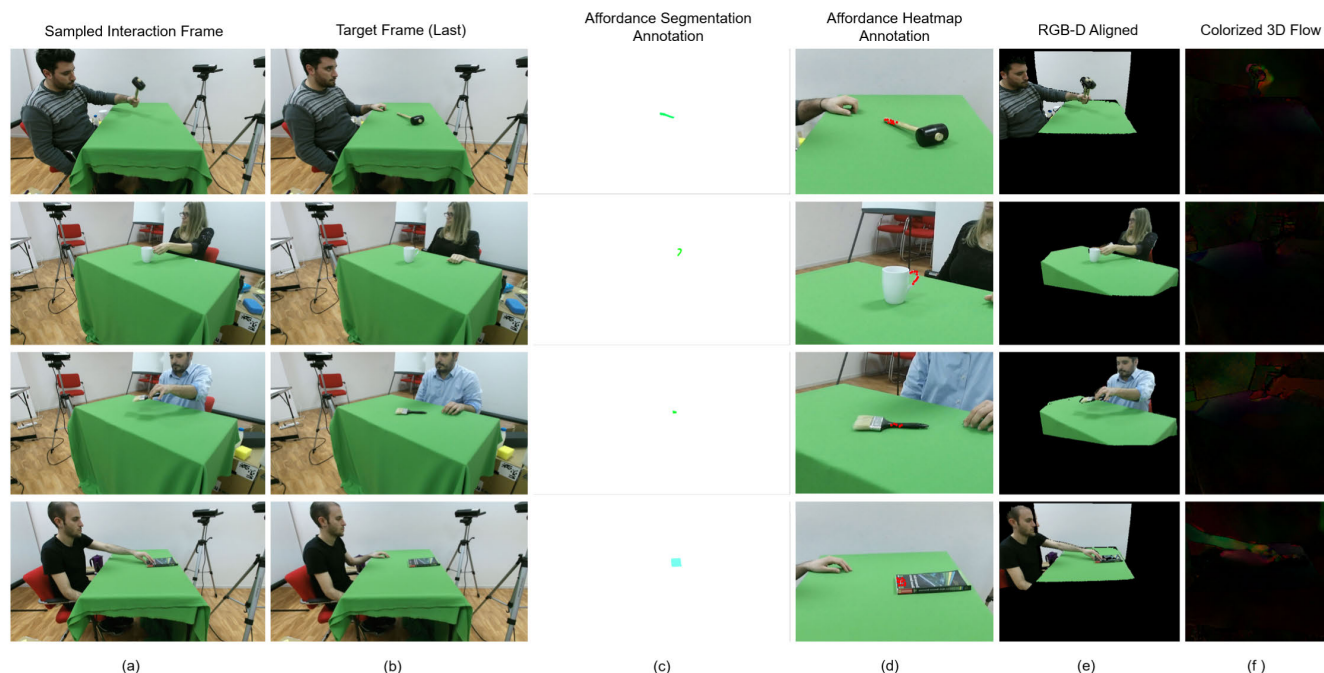 Sampled Interaction Frame
Target Frame (Last)
Affordance Segmentation
Annotation
Affordance Heatmap
Annotation
RGB-D Aligned
Colorized 3D Flow
(a)
(b)
(c)
(d)
(e)
(f )